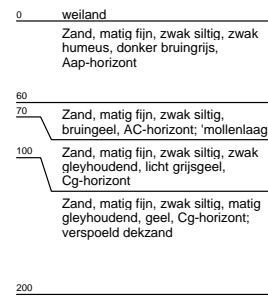 0 weiland
Zand, matig fijn, zwak siltig, zwak
humeus, donker bruingrijs,
Aap-horizont
60
70 Zand, matig fijn, zwak siltig,
bruingeel, AC-horizont; 'mollenlaag
100 Zand, matig fijn, zwak siltig, zwak
gleyhoudend, licht grijsgeel,
Cg-horizont
Zand, matig fijn, zwak siltig, matig
gleyhoudend, geel, Cg-horizont;
verspoeld dekzand
200